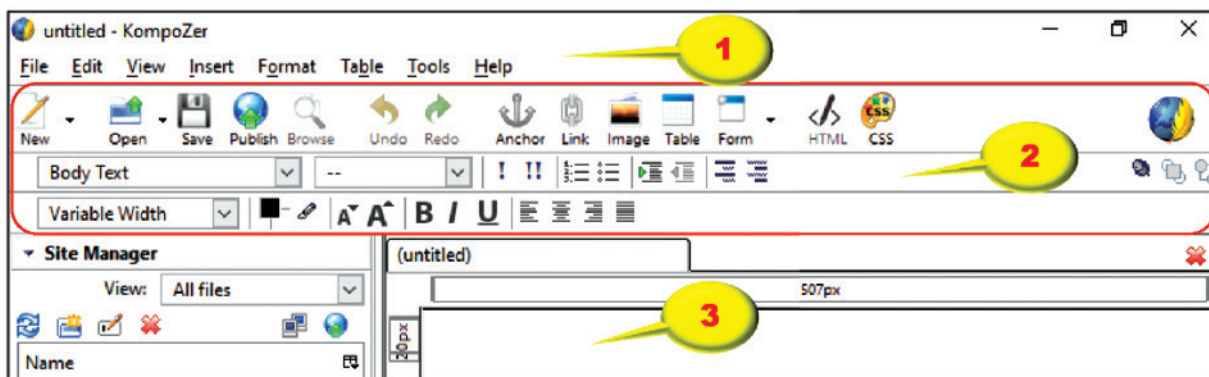 untitled - KompoZer
1
File Edit View Insert Format Table Tools Help
New Open Save Publish Browse Undo Redo Anchor Link Image Table Form HTML CSS
Body Text -- ! !!
2
Variable Width A A B I U
Site Manager (untitled)
View: All files 507px
3
20px
Name